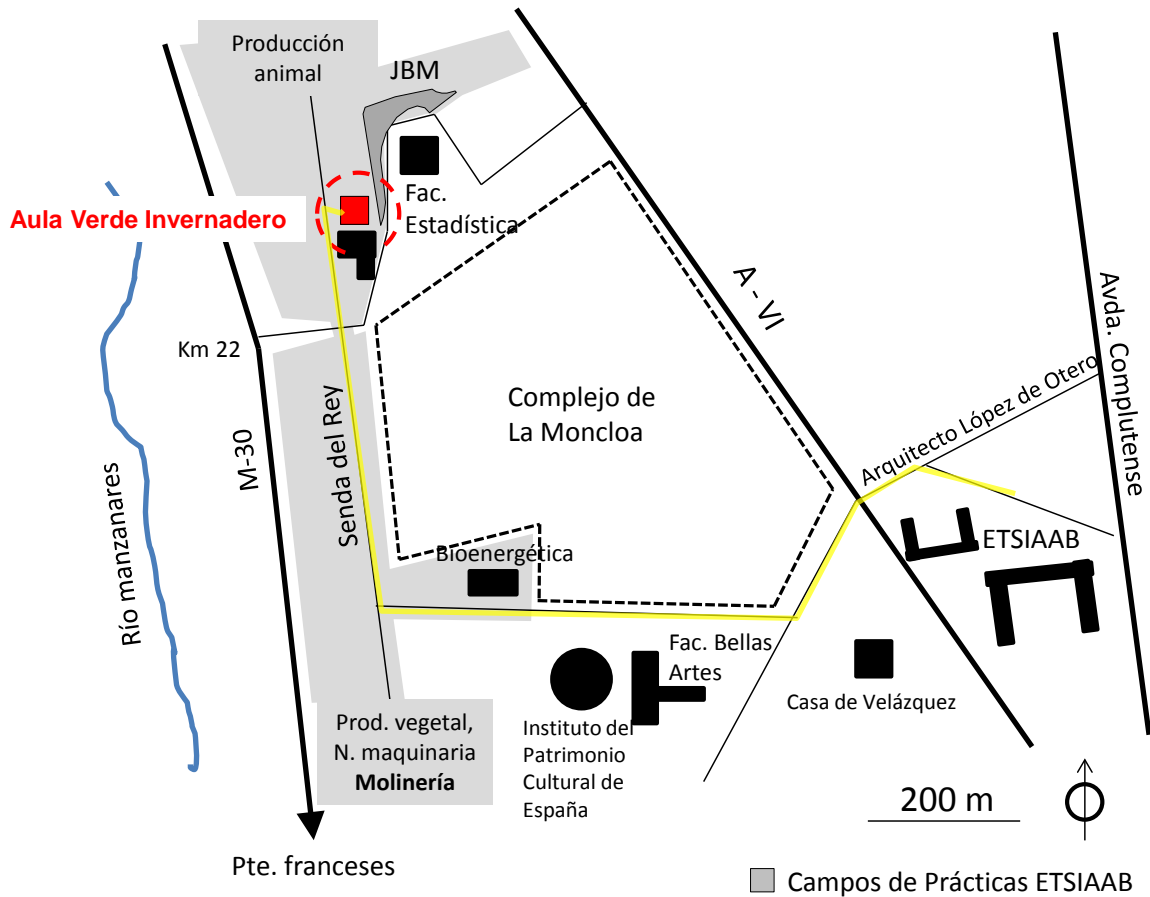 Producción
animal
JBM
Fac.
Estadística
Aula Verde Invernadero
A - VI
Avda. Complutense
Km 22
Complejo de
La Moncloa
Arquitecto López de Otero
Senda del Rey
M-30
Río manzanares
Bioenergética
ETSIAAB
Fac. Bellas
Artes
Casa de Velázquez
Prod. vegetal,
N. maquinaria
Molinería
Instituto del
Patrimonio
Cultural de
España
200 m
Pte. franceses
Campos de Prácticas ETSIAAB